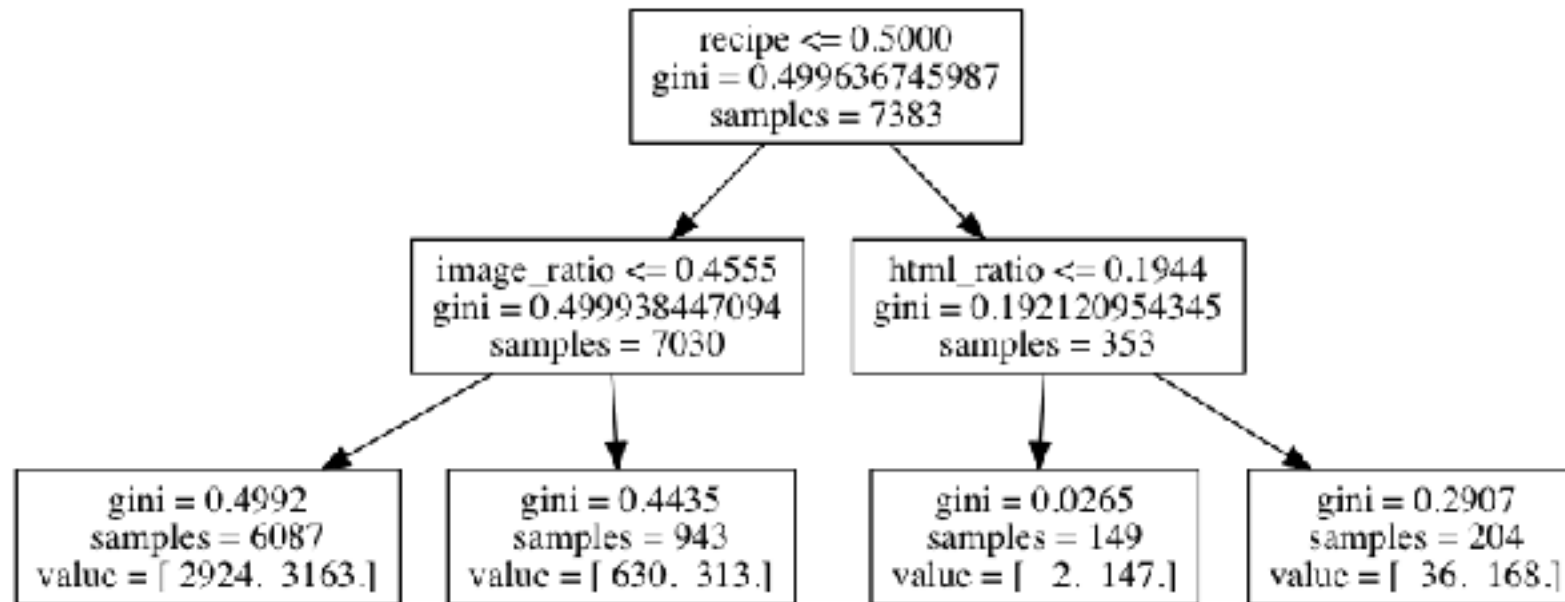 recipe <= 0.5000
gini = 0.499636745987
samples = 7383
image_ratio <= 0.4555
gini = 0.499938447094
samples = 7030
html_ratio <= 0.1944
gini = 0.192120954345
samples = 353
gini = 0.4992
samples = 6087
value = [ 2924. 3163.]
gini = 0.4435
samples = 943
value = [ 630. 313.]
gini = 0.0265
samples = 149
value = [ 2. 147.]
gini = 0.2907
samples = 204
value = [ 36. 168.]